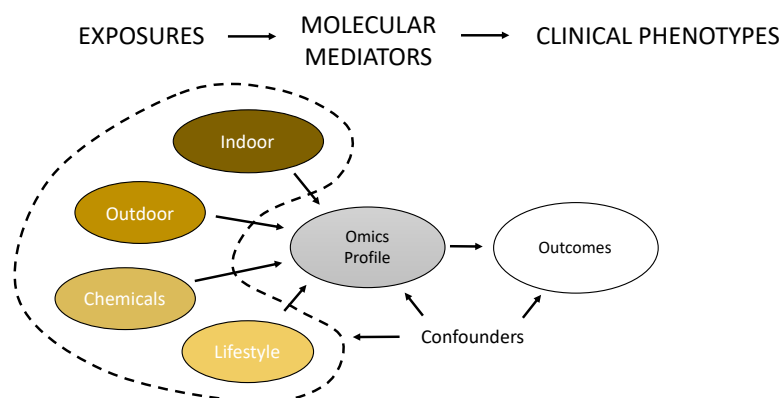 EXPOSURES
MOLECULAR
MEDIATORS
CLINICAL PHENOTYPES
Indoor
Outdoor
Omics
Profile
Outcomes
Chemicals
Confounders
Lifestyle